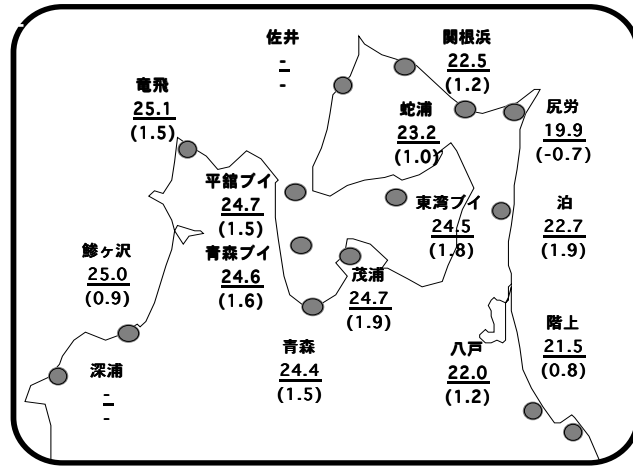 佐井
-
-
関根浜
22.5
(1.2)
竜飛
25.1
(1.5)
蛇浦
23.2
(1.0)
尻労
19.9
(-0.7)
平舘ブイ
24.7
(1.5)
東湾ブイ
24.5
(1.8)
泊
22.7
(1.9)
鰺ヶ沢
25.0
(0.9)
青森ブイ
24.6
(1.6)
茂浦
24.7
(1.9)
青森
24.4
(1.5)
八戸
22.0
(1.2)
階上
21.5
(0.8)
深浦
-
-